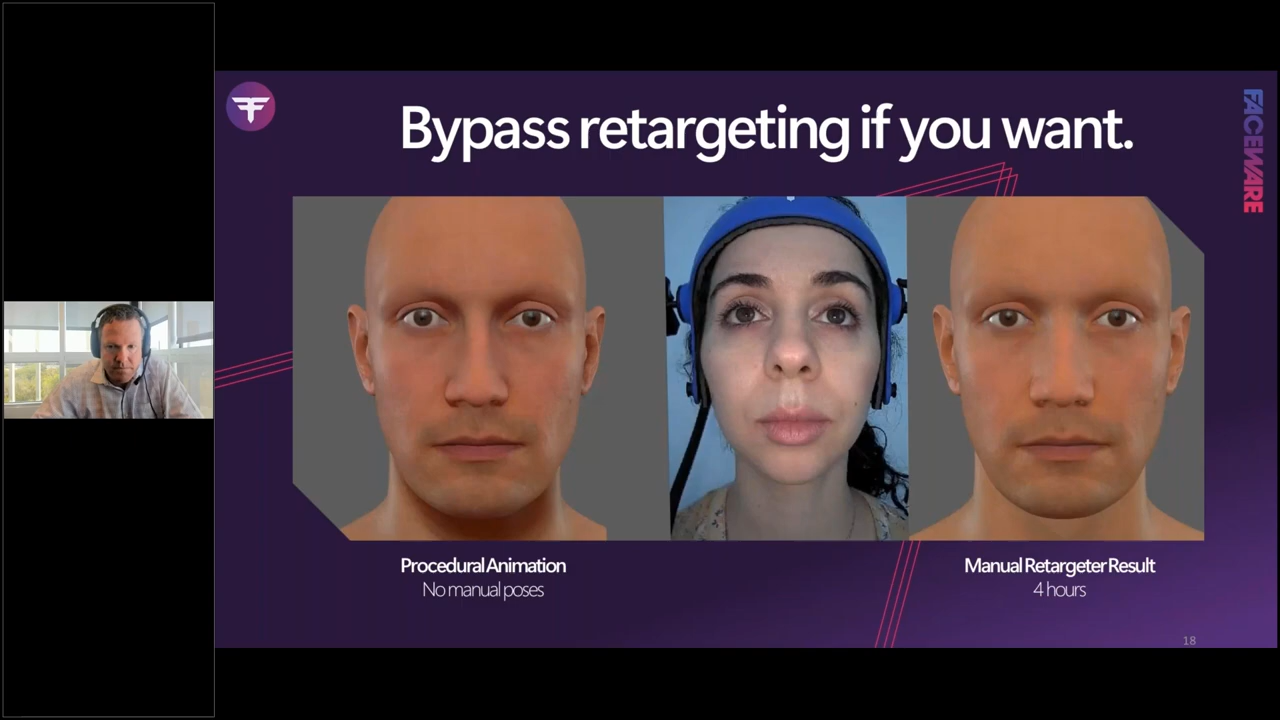 Bypass retargeting if you want.
FACEWARE
Procedural Animation
No manual poses
Manual Retargeter Result
4 hours
18